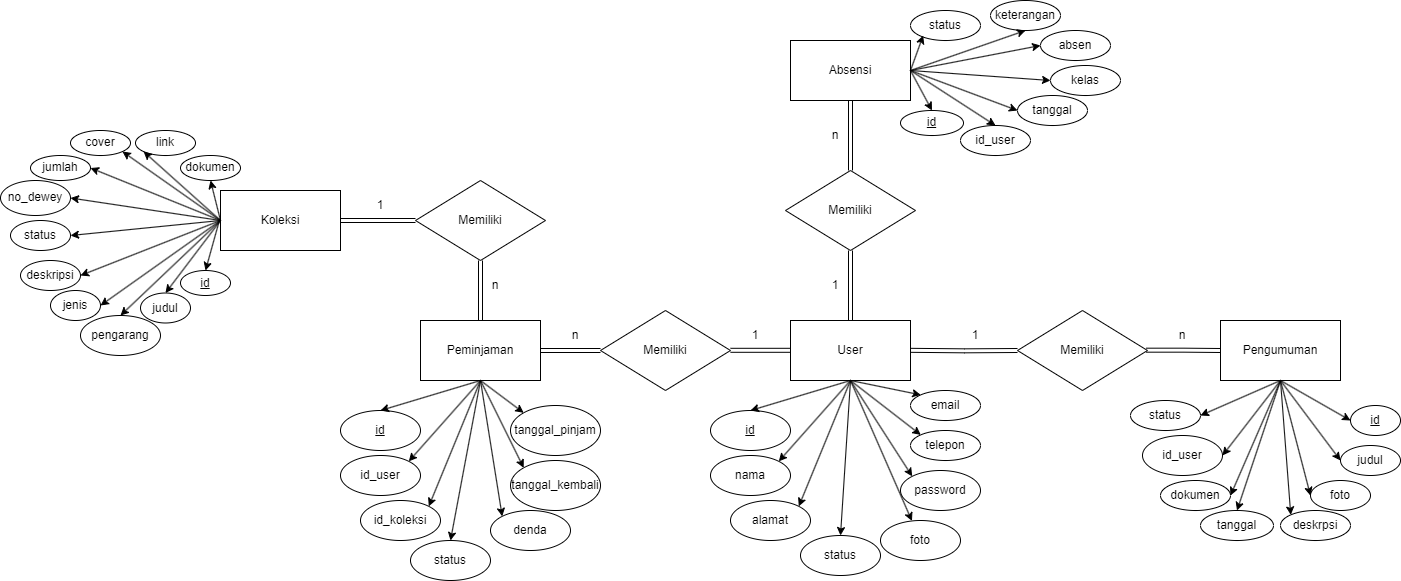 status
keterangan
absen
Absensi
kelas
tanggal
id
id_user
n
cover
link
jumlah
dokumen
no_dewey
Koleksi
1
Memiliki
Memiliki
status
deskripsi
id
jenis
judul
pengarang
n
1
Peminjaman
n
Memiliki
1
User
1
Memiliki
n
Pengumuman
id
tanggal_pinjam
id_user
tanggal_kembali
id_koleksi
denda
status
id
email
nama
telepon
password
alamat
foto
status
status
id
id_user
judul
dokumen
foto
tanggal
deskrpsi